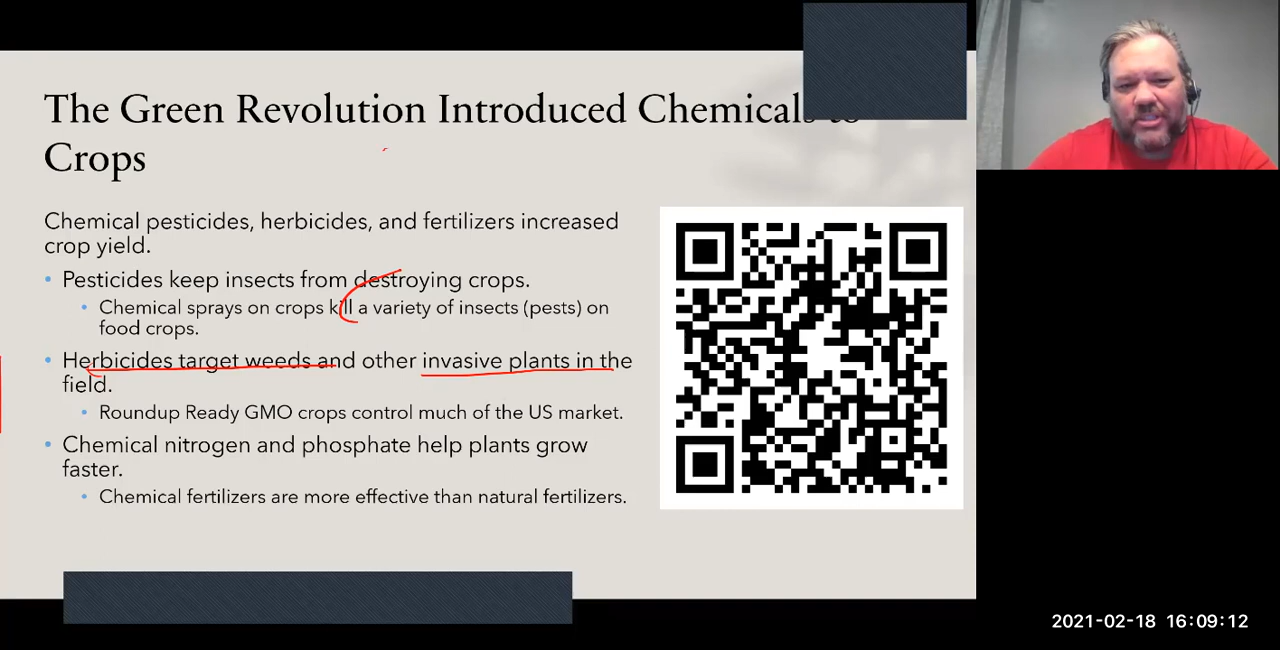 The Green Revolution Introduced Chemicals to
Crops
Chemical pesticides, herbicides, and fertilizers increased
crop yield.
• Pesticides keep insects from destroying crops.
• Chemical sprays on crops kill a variety of insects (pests) on
food crops.
• Herbicides target weeds and other invasive plants in the
field.
• Roundup Ready GMO crops control much of the US market.
• Chemical nitrogen and phosphate help plants grow
faster.
• Chemical fertilizers are more effective than natural fertilizers.
2021-02-18 16:09:12